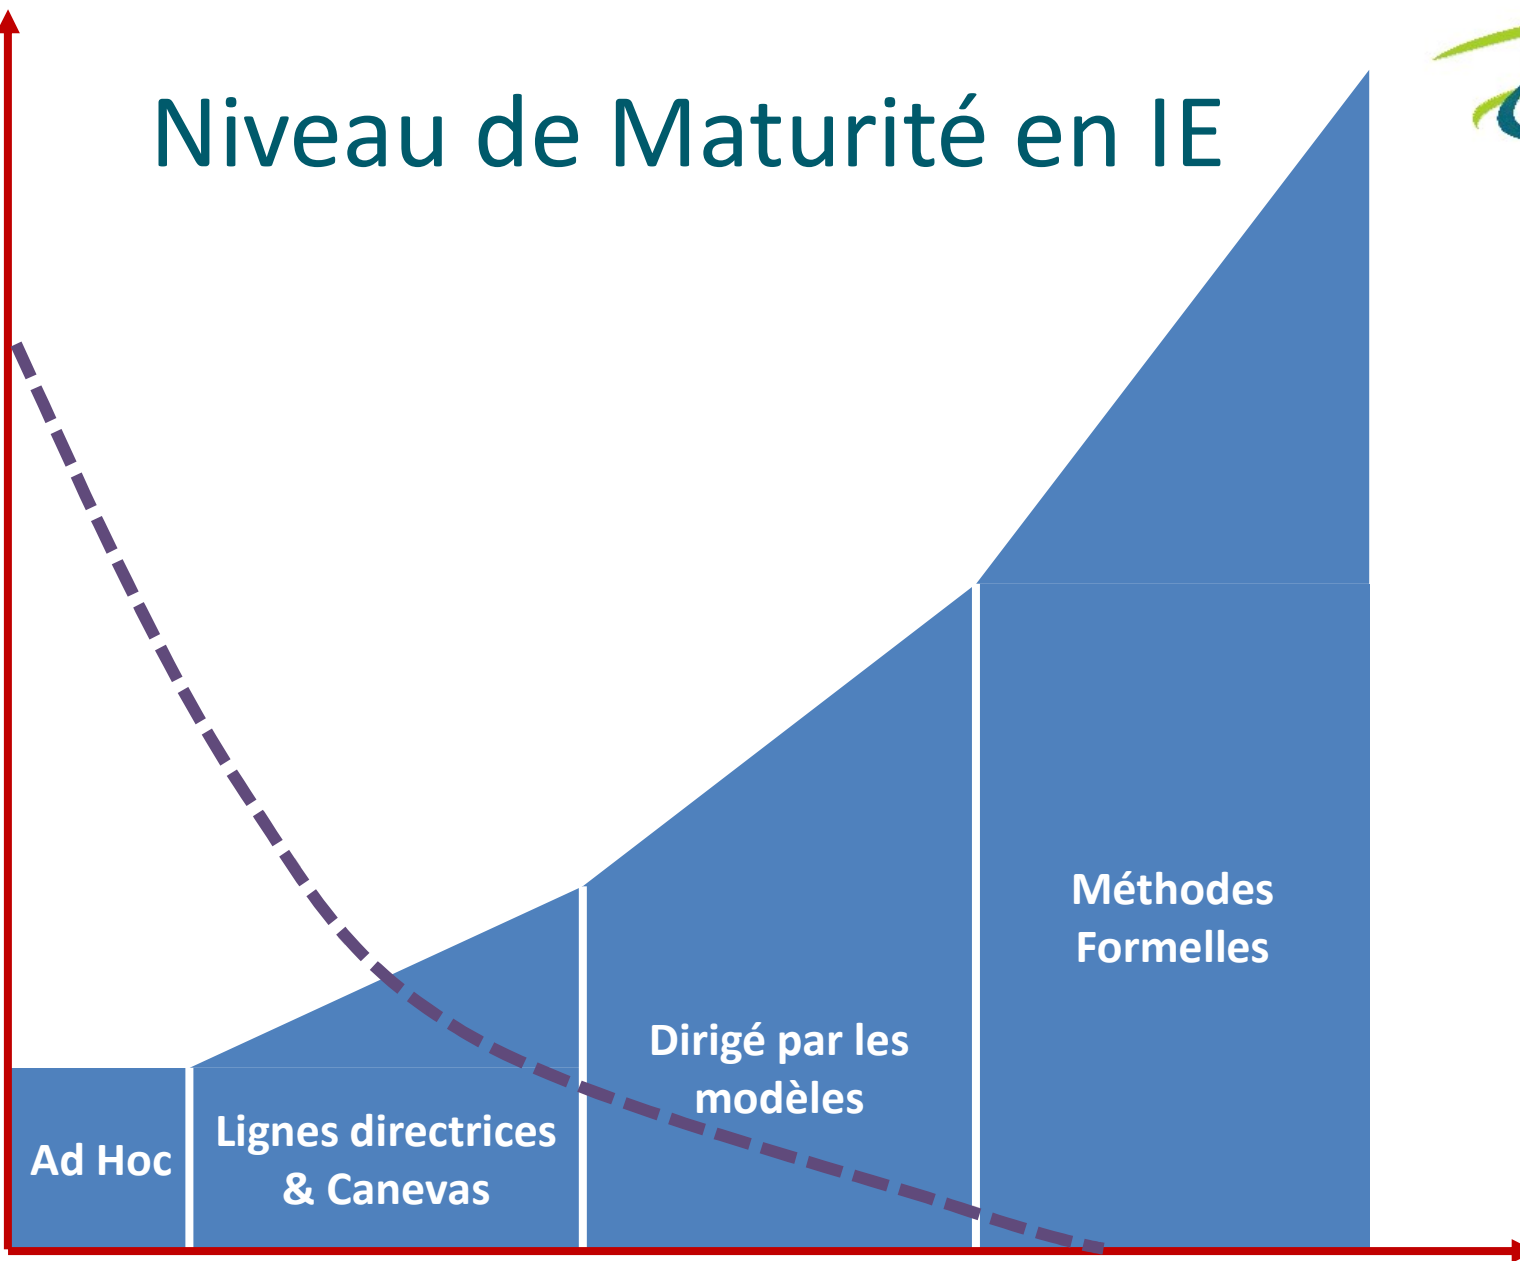 Niveau de Maturité en IE
Ad Hoc
Lignes directrices
& Canevas
Dirigé par les
modèles
Méthodes
Formelles